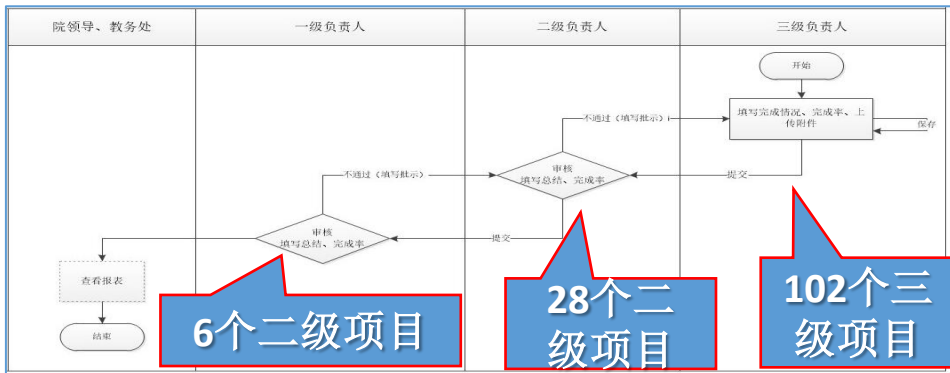 院领导、教务处
一级负责人
二级负责人
三级负责人
开始
不通过（填写批示）
填写完成情况、完成率、上
传附件
保存
不通过（填写批示）
审核
填写总结、完成率
提交
审核
填写总结、完成率
提交
查看报表
结束
6个二级项目
28个二
级项目
102个三
级项目